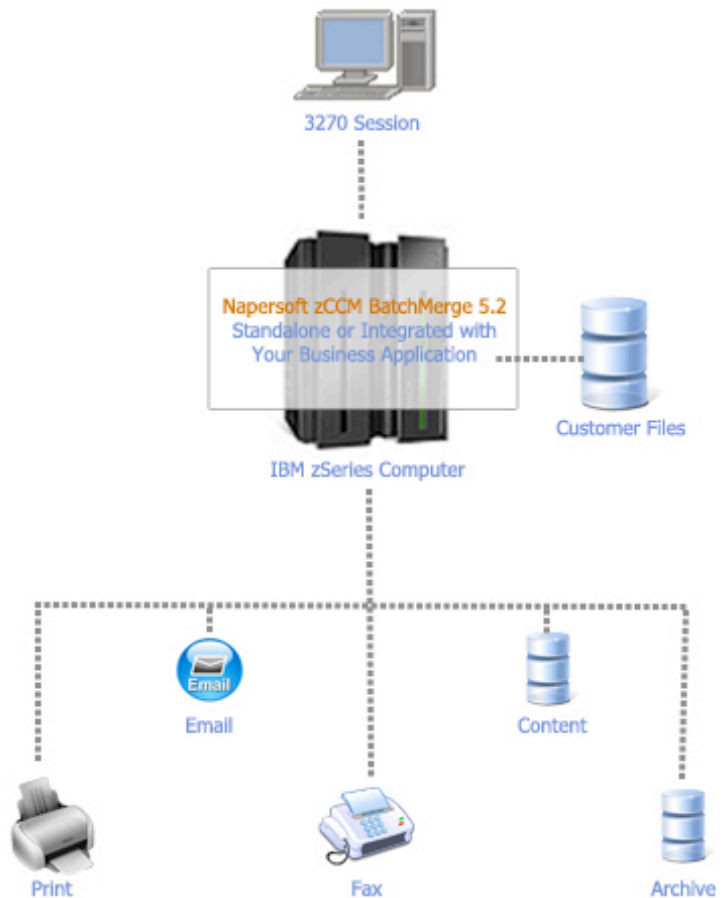 3270 Session
Napersoft zCCM BatchMerge 5.2
Standalone or Integrated with
Your Business Application
Customer Files
IBM zSeries Computer
Email
Email
Content
Print
Fax
Archive